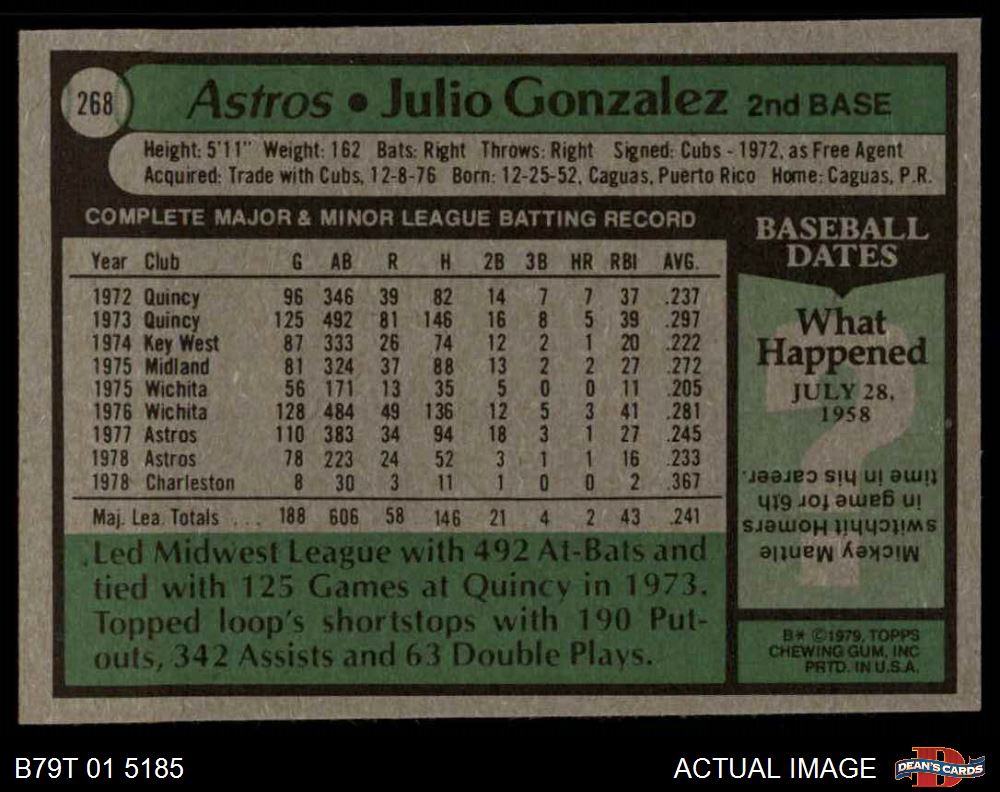 268
Astros • Julio Gonzalez 2nd BASE
Height: 5'11" Weight: 162 Bats: Right Throws: Right Signed: Cubs - 1972, as Free Agent
Acquired: Trade with Cubs, 12-8-76 Born: 12-25-52, Caguas, Puerto Rico Home: Caguas, P.R.
COMPLETE MAJOR & MINOR LEAGUE BATTING RECORD
Year Club G AB R H 2B 3B HR RBI AVG.
1972 Quincy 96 346 39 82 14 7 7 37 .237
1973 Quincy 125 492 81 146 16 8 5 39 .297
1974 Key West 87 333 26 74 12 2 1 20 .222
1975 Midland 81 324 37 88 13 2 2 27 .272
1975 Wichita 56 171 13 35 5 0 0 11 .205
1976 Wichita 128 484 49 136 12 5 3 41 .281
1977 Astros 110 383 34 94 18 3 1 27 .245
1978 Astros 78 223 24 52 3 1 1 16 .233
1978 Charleston 8 30 3 11 1 0 0 2 .367
Maj. Lea. Totals ... 188 606 58 146 21 4 2 43 .241
Led Midwest League with 492 At-Bats and
tied with 125 Games at Quincy in 1973.
Topped loop's shortstops with 190 Put-
outs, 342 Assists and 63 Double Plays.
BASEBALL
DATES
What
Happened
JULY 28,
1958
Mickey Mantle
switchhit Homers
in game for 6th
time in his career.
B* ©1979, TOPPS
CHEWING GUM, INC
PRTD. IN U.S.A.
B79T 01 5185
ACTUAL IMAGE
DEAN'S CARDS